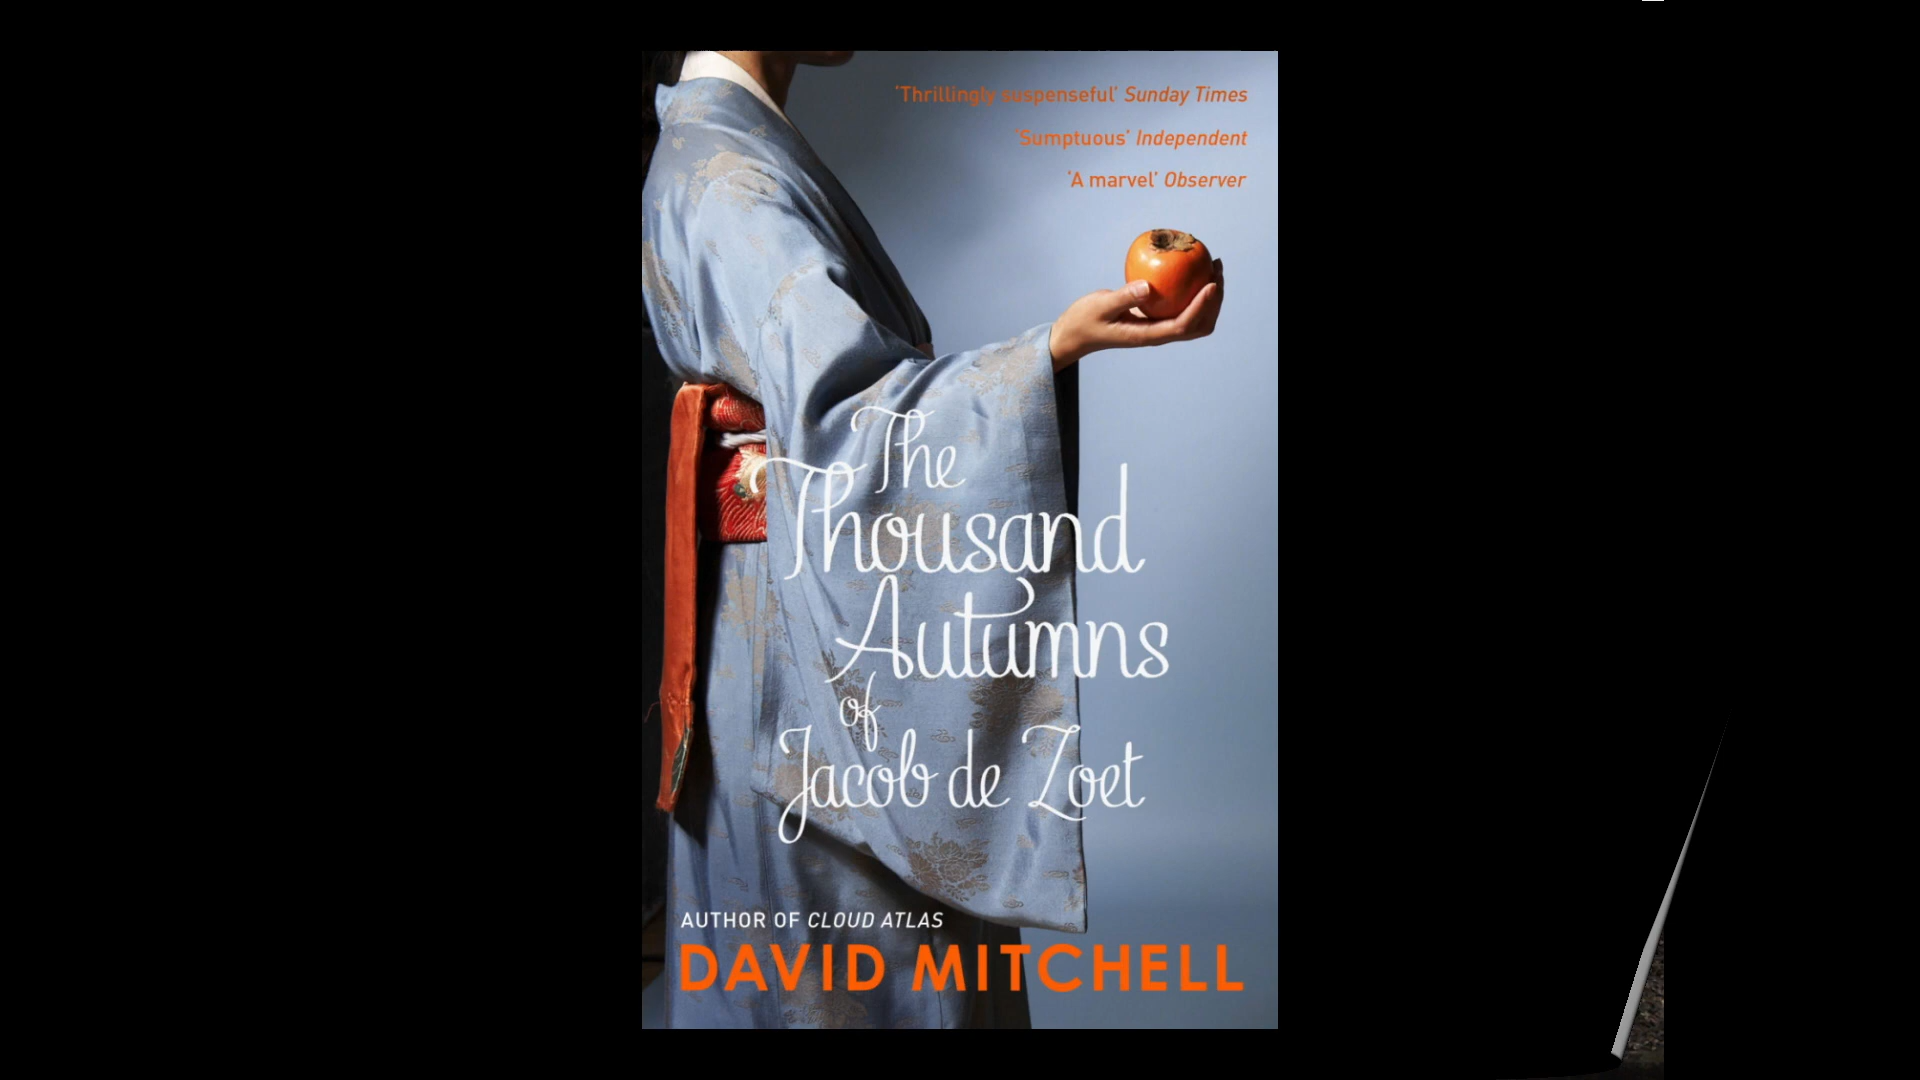 'Thrillingly suspenseful' Sunday Times
'Sumptuous' Independent
'A marvel' Observer
The
Thousand
Autumns
of
Jacob de Zoet
AUTHOR OF CLOUD ATLAS
DAVID MITCHELL